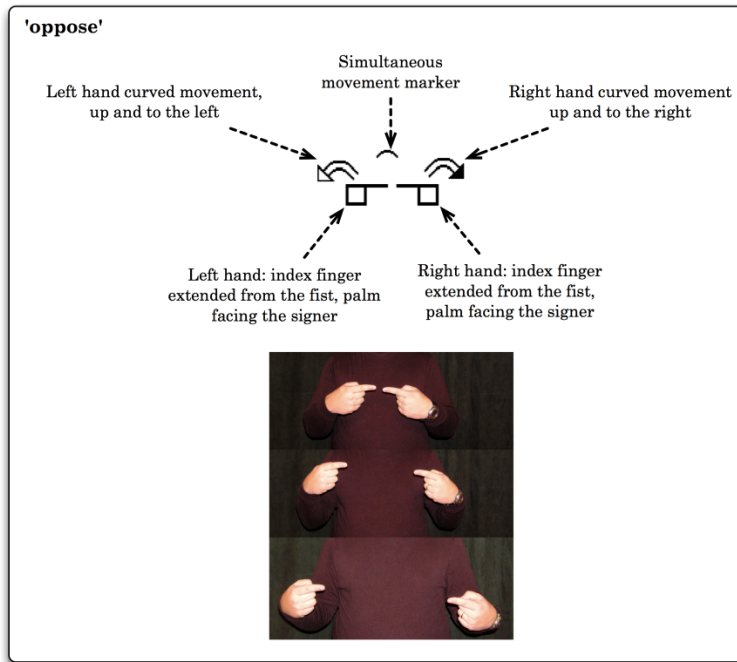 'oppose'
Simultaneous
movement marker
Left hand curved movement,
up and to the left
Right hand curved movement
up and to the right
Left hand: index finger
extended from the fist, palm
facing the signer
Right hand: index finger
extended from the fist,
palm facing the signer